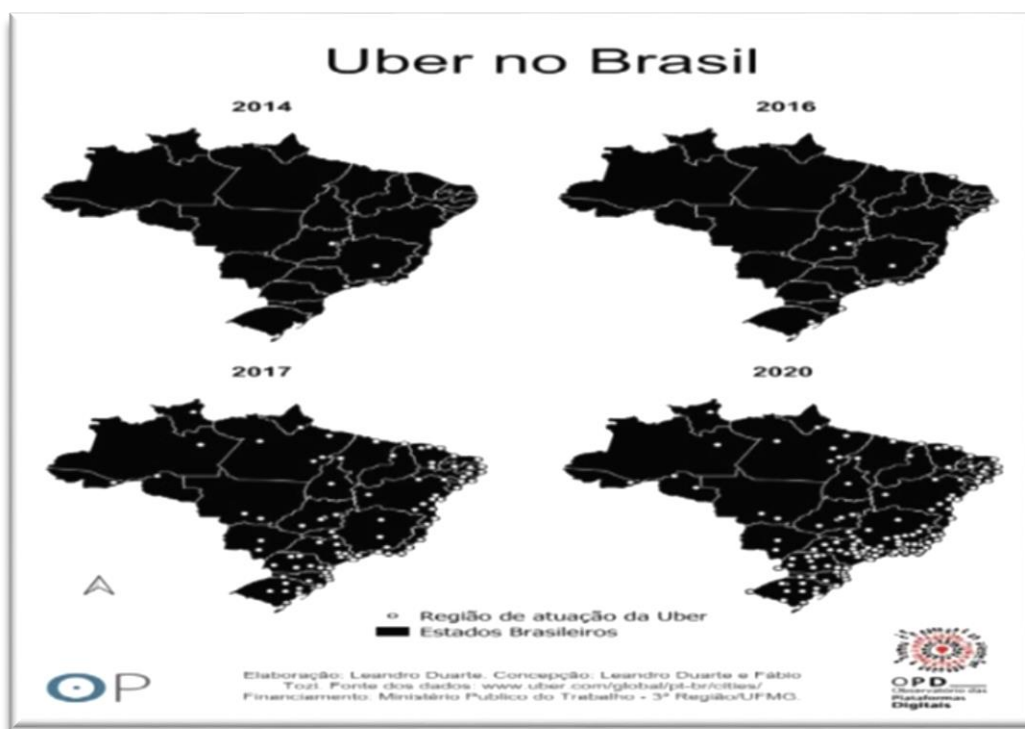 Uber no Brasil
2014
2016
2017
2020
Região de atuação da Uber
Estados Brasileiros
Elaboração: Leandro Duarte. Concepção: Leandro Duarte e Fábio
Tozi. Fonte dos dados: www.uber.com/global/pt-br/cities/
Financiamento: Ministério Público do Trabalho - 3ª Região/UFMG.
OP
OPD
Observatório das
Plataformas
Digitais